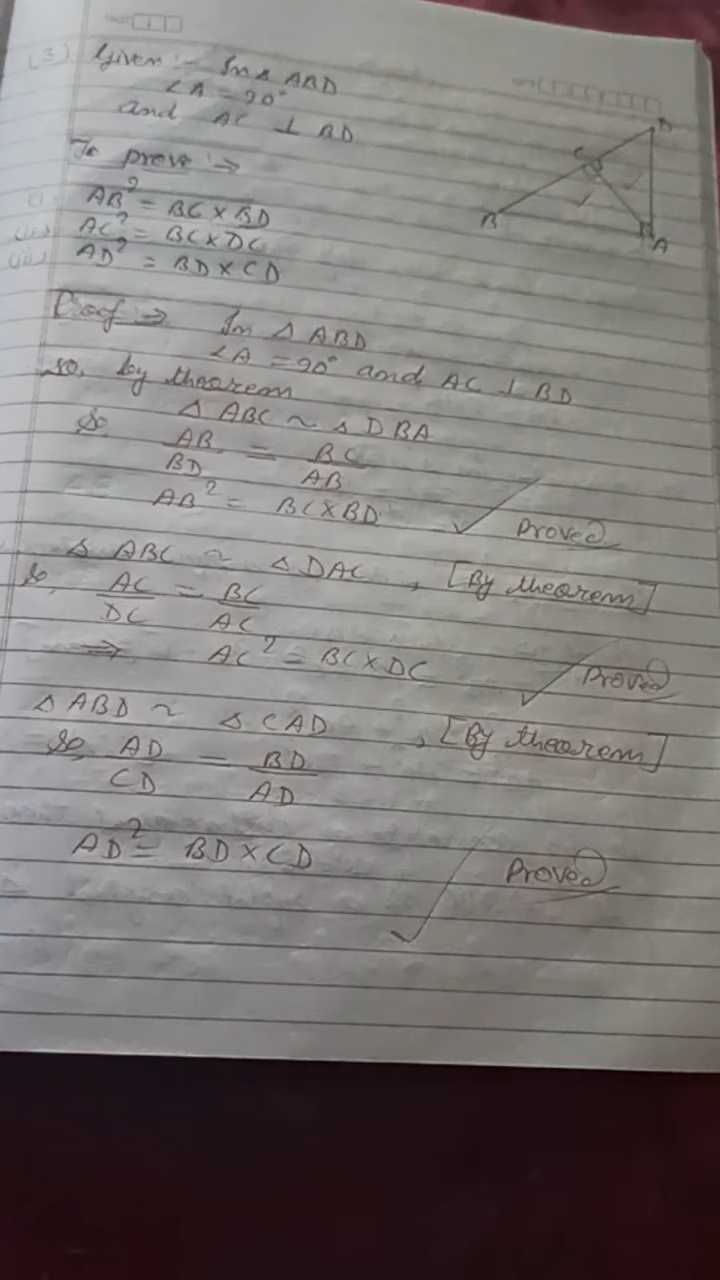 (3) Given :- In Δ ABD
∠A = 90°
and AC ⊥ BD
To prove :⇒
(i) AB² = BC × BD
(ii) AC² = BC × DC
(iii) AD² = BD × CD
D
C
B
A
Proof ⇒ In Δ ABD
∠A = 90° and AC ⊥ BD
so, by theorem
Δ ABC ~ Δ DBA
So, AB/BD = BC/AB
AB² = BC × BD Proved
Δ ABC ~ Δ DAC , [By theorem]
So, AC/DC = BC/AC
⇒ AC² = BC × DC Proved
Δ ABD ~ Δ CAD , [By theorem]
So, AD/CD = BD/AD
AD² = BD × CD Proved